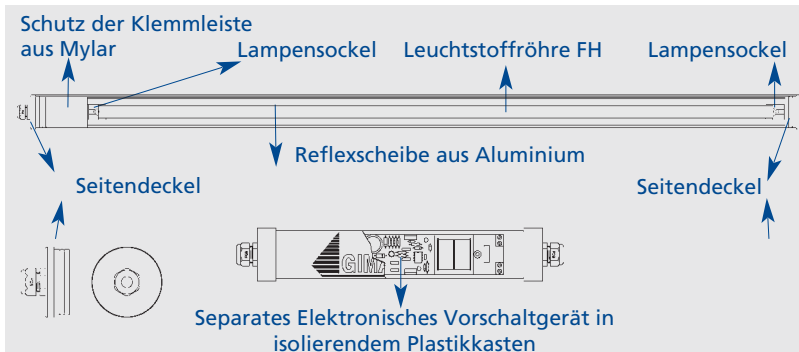 Schutz der Klemmleiste
aus Mylar
Lampensockel
Leuchtstoffröhre FH
Lampensockel
Reflexscheibe aus Aluminium
Seitendeckel
Seitendeckel
GIMA
Separates Elektronisches Vorschaltgerät in
isolierendem Plastikkasten